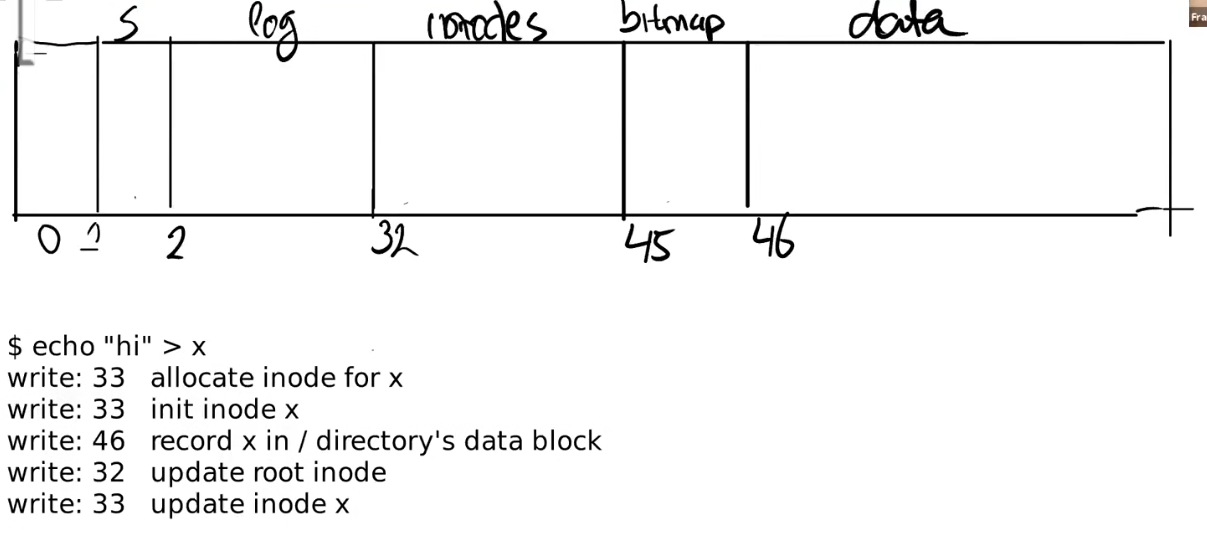 s log inodes bitmap data
Fra
0 1 2 32 45 46
$ echo "hi" > x
write: 33 allocate inode for x
write: 33 init inode x
write: 46 record x in / directory's data block
write: 32 update root inode
write: 33 update inode x